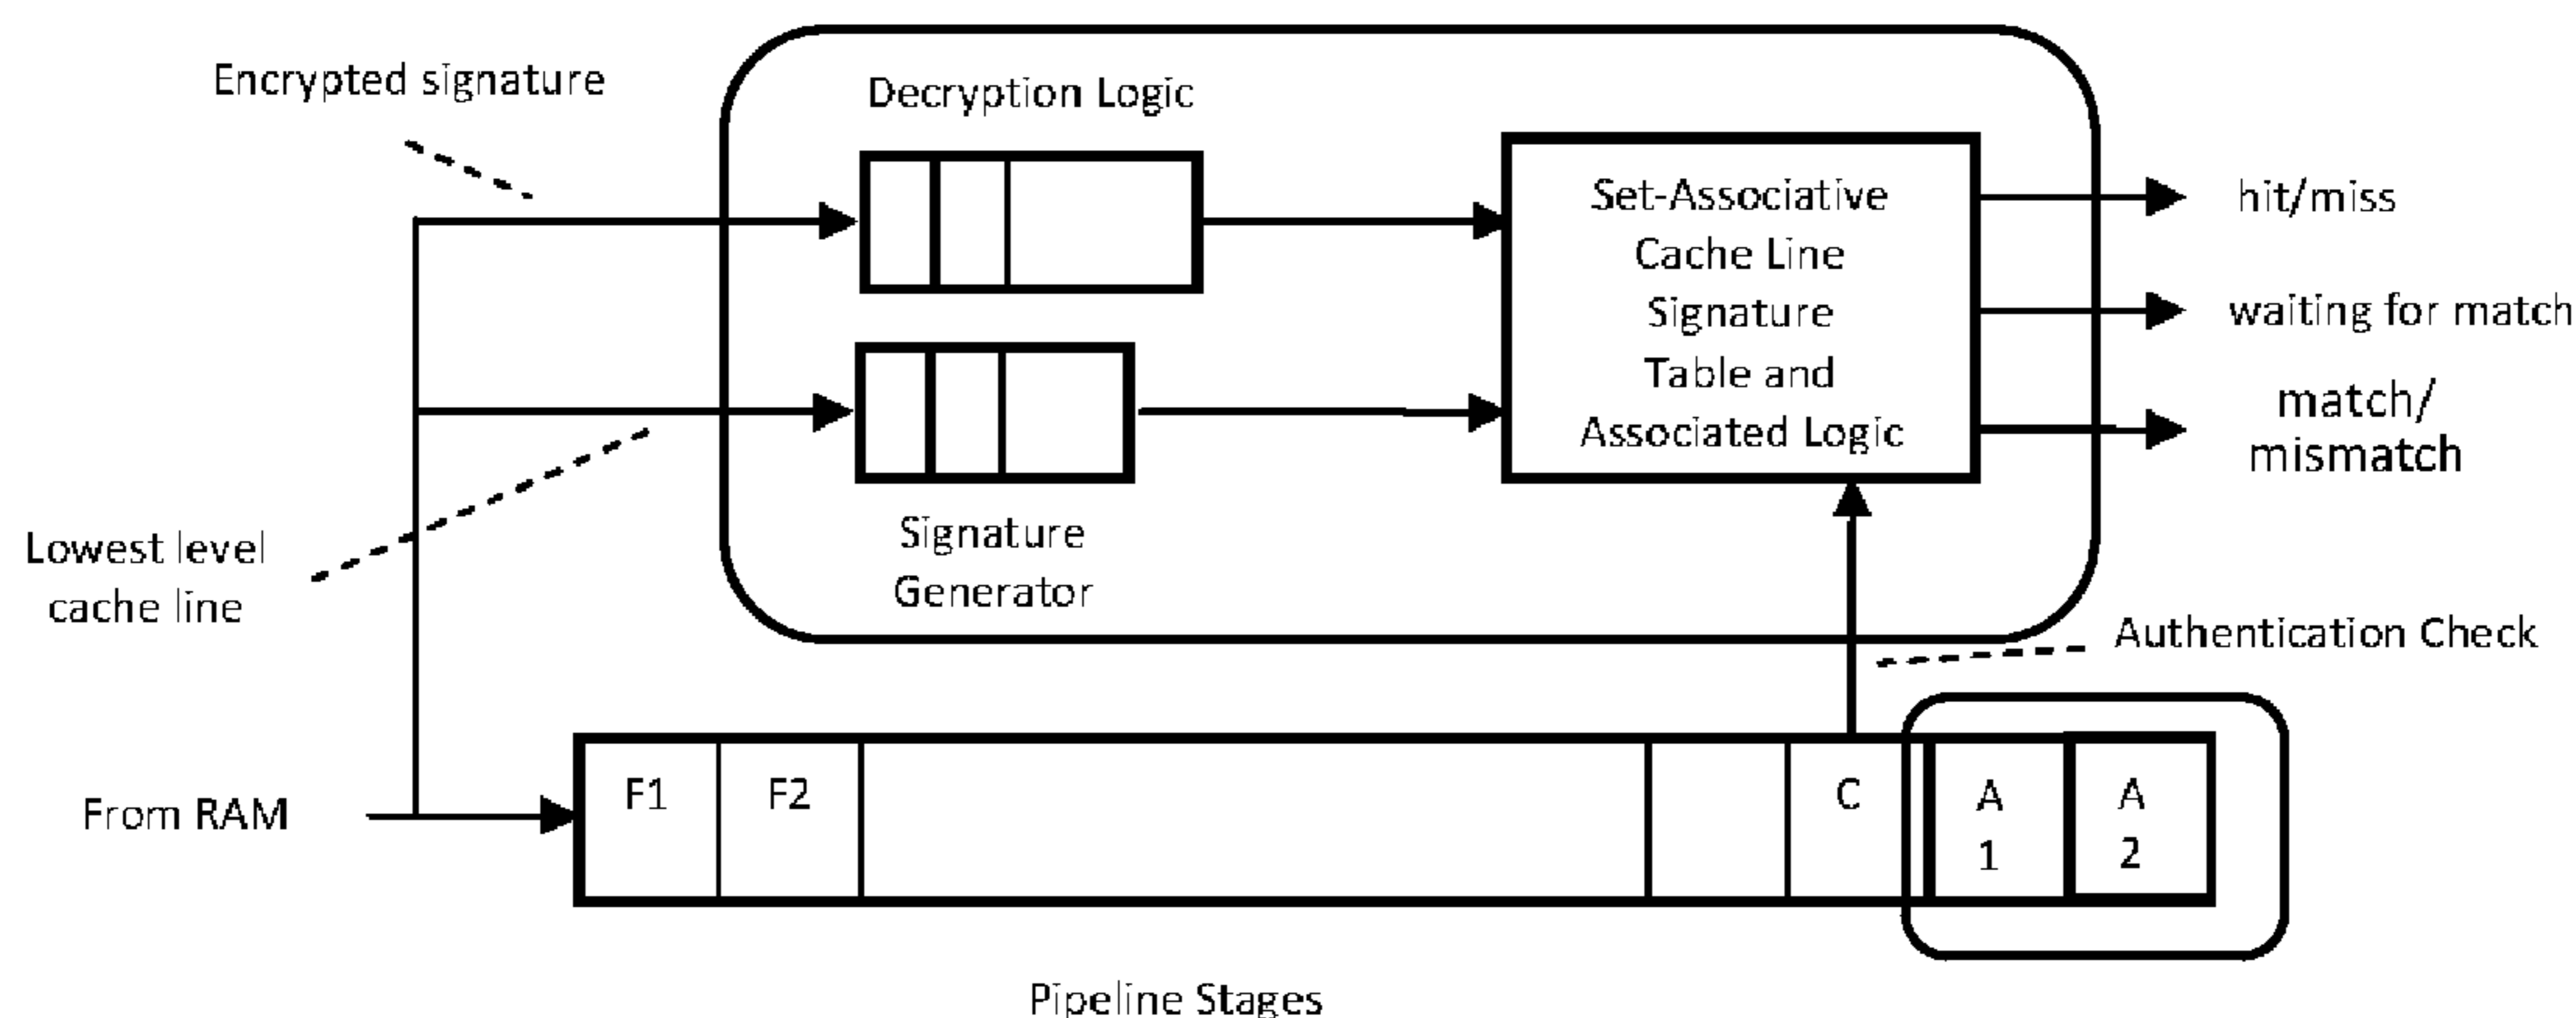 Encrypted signature
Decryption Logic
Set-Associative
Cache Line
Signature
Table and
Associated Logic
hit/miss
waiting for match
match/
mismatch
Signature
Generator
Lowest level
cache line
Authentication Check
From RAM
F1
F2
C
A
1
A
2
Pipeline Stages